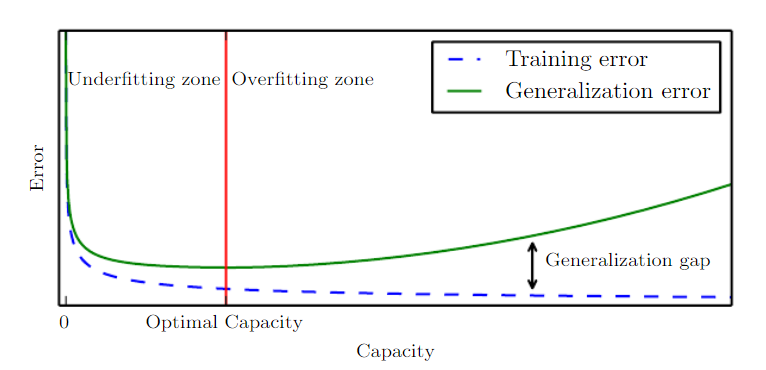 Training error
Generalization error
Underfitting zone
Overfitting zone
Error
Generalization gap
0
Optimal Capacity
Capacity